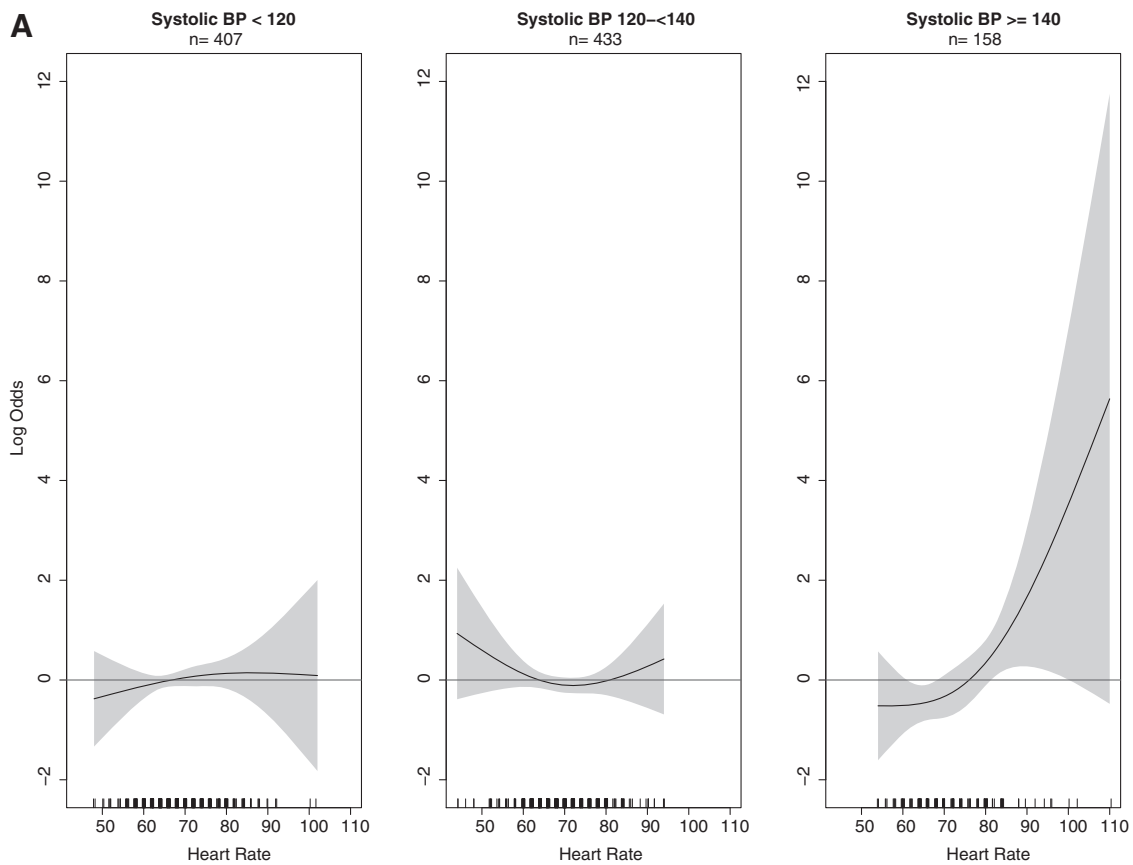 A
Systolic BP < 120
n= 407
Systolic BP 120−<140
n= 433
Systolic BP >= 140
n= 158
Log Odds
12
10
8
6
4
2
0
−2
50 60 70 80 90 100 110
Heart Rate
12
10
8
6
4
2
0
−2
50 60 70 80 90 100 110
Heart Rate
12
10
8
6
4
2
0
−2
50 60 70 80 90 100 110
Heart Rate